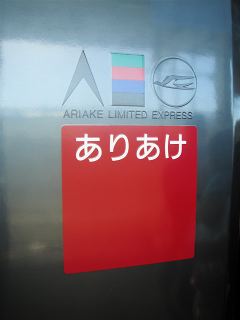 ARIAKE LIMITED EXPRESS
ありあけ